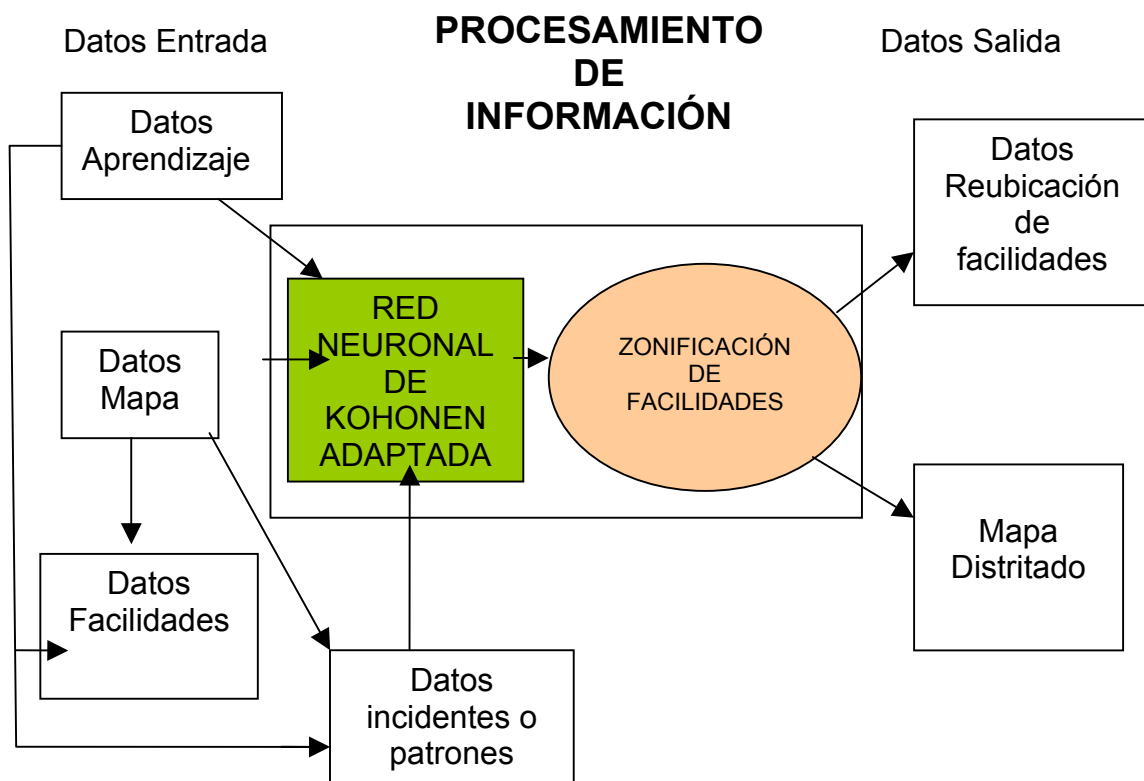 Datos Entrada
PROCESAMIENTO
DE
INFORMACIÓN
Datos Salida
Datos
Aprendizaje
Datos
Mapa
Datos
Facilidades
Datos
incidentes o
patrones
RED
NEURONAL
DE
KOHONEN
ADAPTADA
ZONIFICACIÓN
DE
FACILIDADES
Datos
Reubicación
de
facilidades
Mapa
Distritado